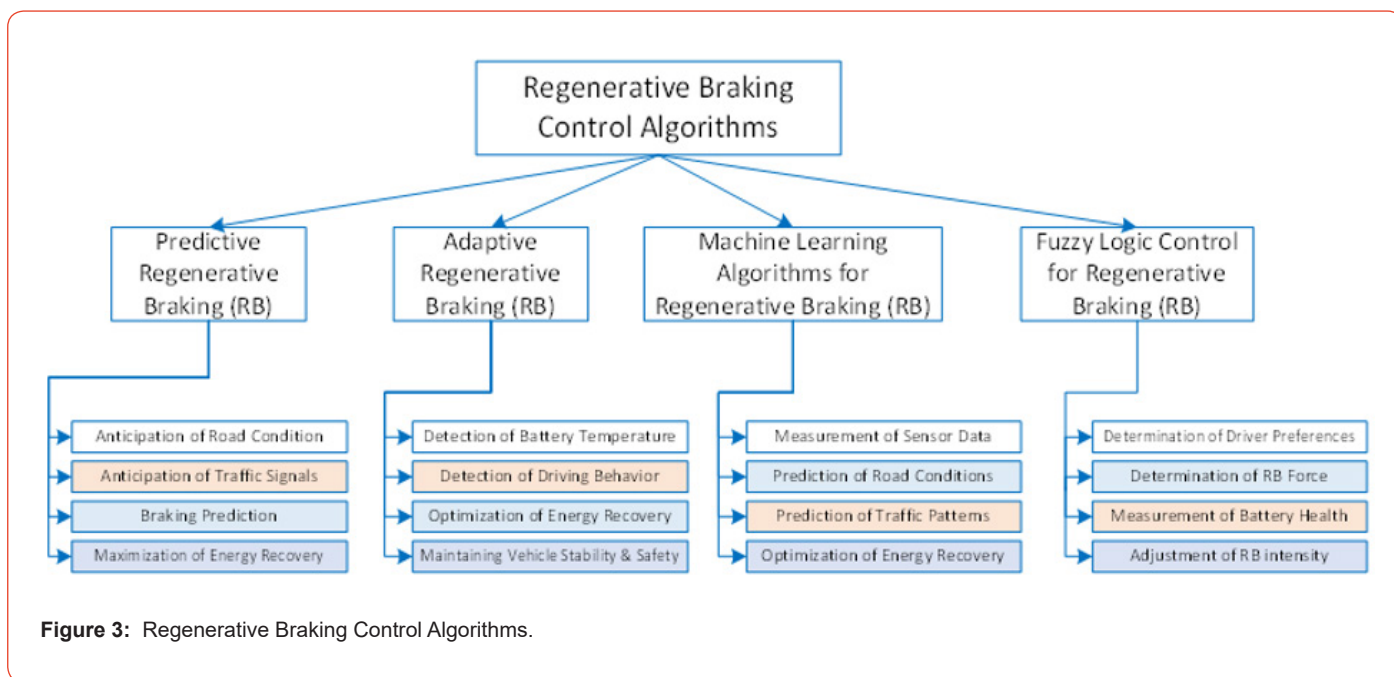 Regenerative Braking
Control Algorithms
Predictive
Regenerative
Braking (RB)
Adaptive
Regenerative
Braking (RB)
Machine Learning
Algorithms for
Regenerative Braking (RB)
Fuzzy Logic Control
for Regenerative
Braking (RB)
Anticipation of Road Condition
Anticipation of Traffic Signals
Braking Prediction
Maximization of Energy Recovery
Detection of Battery Temperature
Detection of Driving Behavior
Optimization of Energy Recovery
Maintaining Vehicle Stability & Safety
Measurement of Sensor Data
Prediction of Road Conditions
Prediction of Traffic Patterns
Optimization of Energy Recovery
Determination of Driver Preferences
Determination of RB Force
Measurement of Battery Health
Adjustment of RB intensity
Figure 3: Regenerative Braking Control Algorithms.